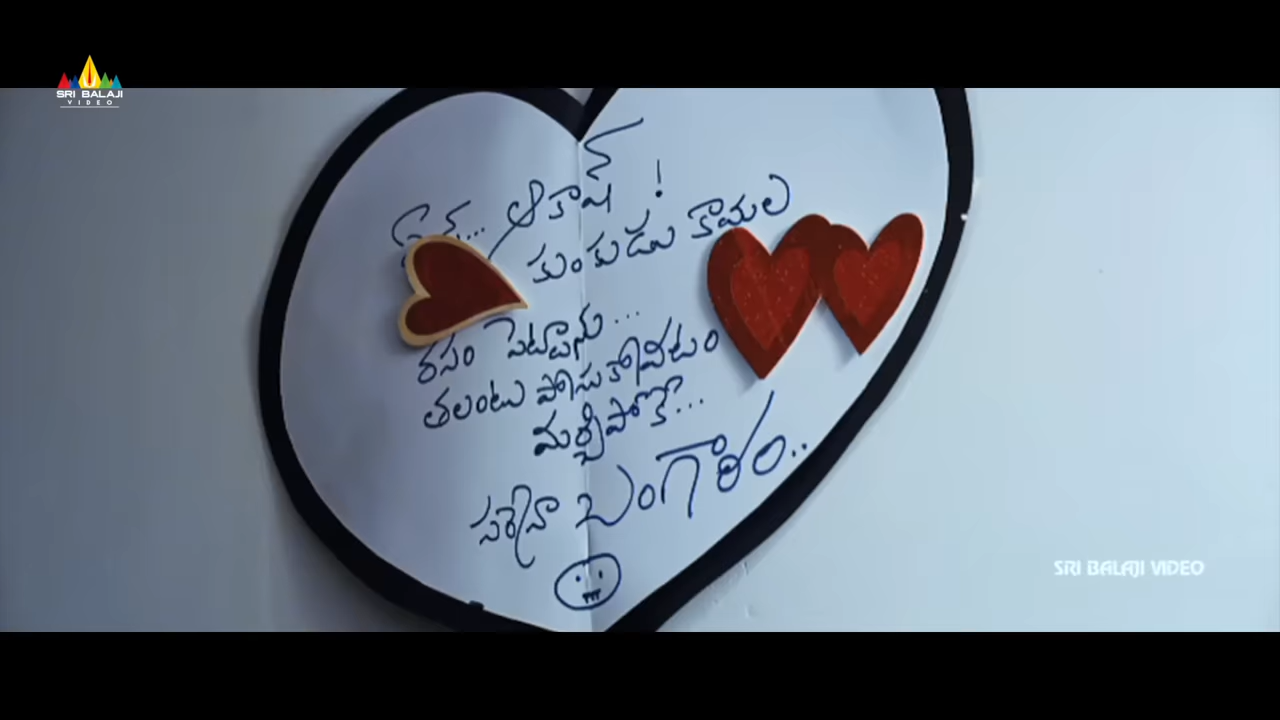 SRI BALAJI
VIDEO
ఆకాష్ !
కుంకుడు కాయల
రసం పెట్టాను...
తలంటు పోసుకోవటం
మర్చిపోకే...
సరేనా బంగారం..
SRI BALAJI VIDEO